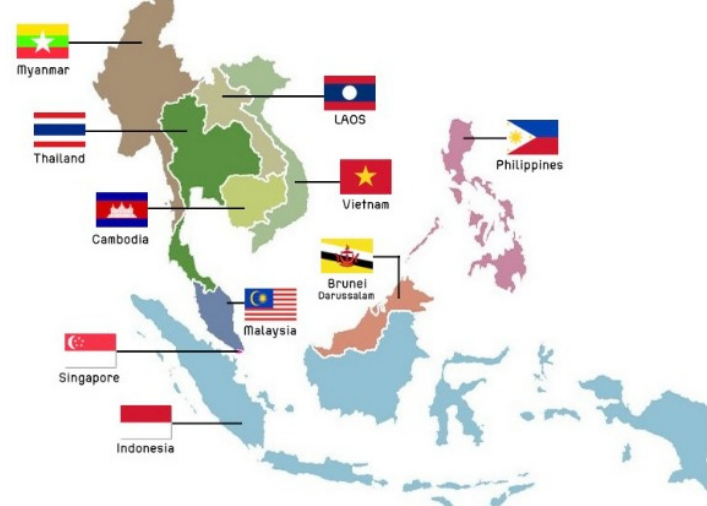 Myanmar
LAOS
Thailand
Philippines
Vietnam
Cambodia
Brunei
Darussalam
Malaysia
Singapore
Indonesia